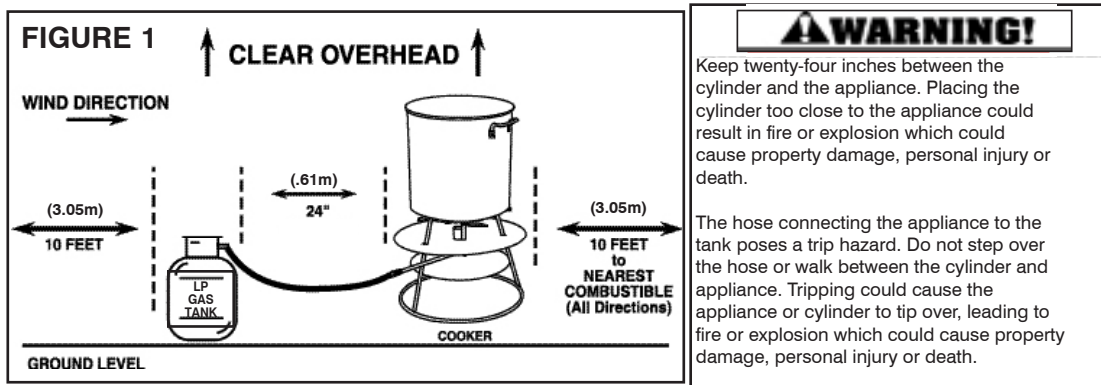 FIGURE 1
CLEAR OVERHEAD
WIND DIRECTION
(3.05m)
10 FEET
(.61m)
24"
(3.05m)
10 FEET
to
NEAREST
COMBUSTIBLE
(All Directions)
LP
GAS
TANK
COOKER
GROUND LEVEL
WARNING!
Keep twenty-four inches between the
cylinder and the appliance. Placing the
cylinder too close to the appliance could
result in fire or explosion which could
cause property damage, personal injury or
death.
The hose connecting the appliance to the
tank poses a trip hazard. Do not step over
the hose or walk between the cylinder and
appliance. Tripping could cause the
appliance or cylinder to tip over, leading to
fire or explosion which could cause property
damage, personal injury or death.